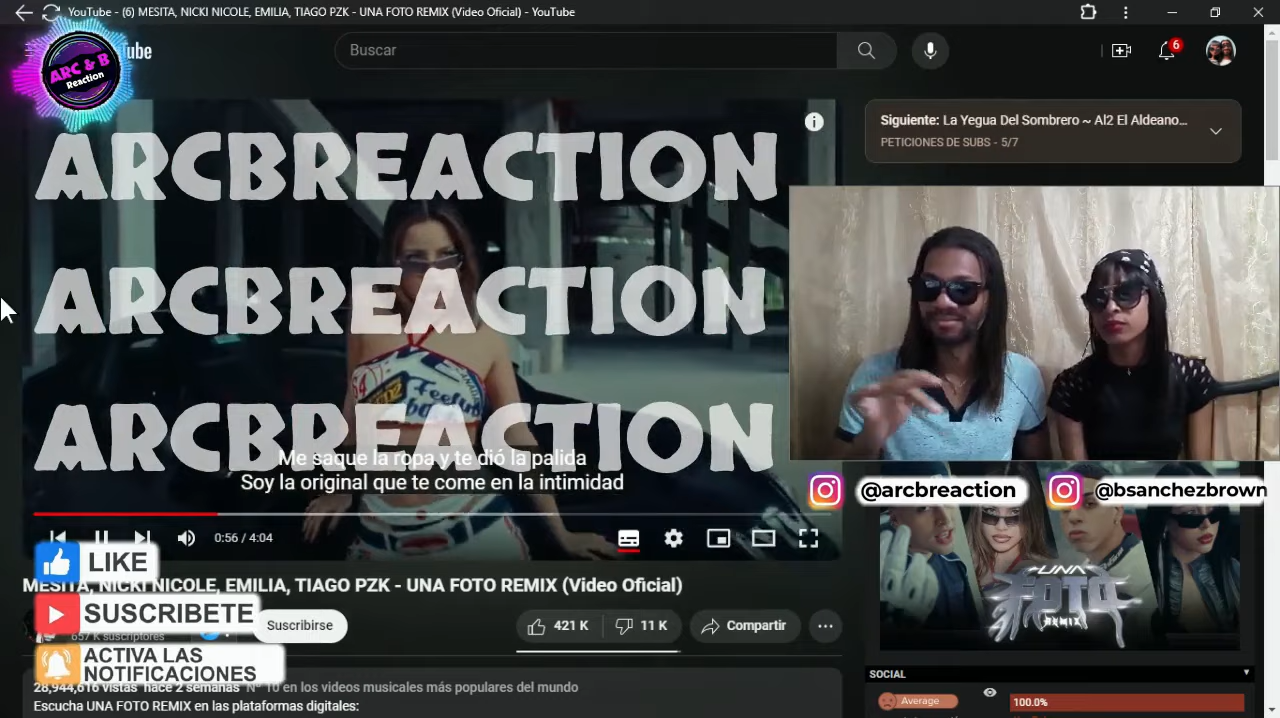 YouTube - (6) MESITA, NICKI NICOLE, EMILIA, TIAGO PZK - UNA FOTO REMIX (Video Oficial) - YouTube
ARC & B
Reaction
Buscar
6
ARCBREACTION
ARCBREACTION
ARCBREACTION
Siguiente: La Yegua Del Sombrero ~ Al2 El Aldeano...
PETICIONES DE SUBS - 5/7
Me saque la ropa y te dió la palida
Soy la original que te come en la intimidad
@arcbreaction
@bsanchezbrown
0:56 / 4:04
LIKE
MESITA, NICKI NICOLE, EMILIA, TIAGO PZK - UNA FOTO REMIX (Video Oficial)
UNA
FOTO
REMIX
SUSCRIBETE
657 K suscriptores
Suscribirse
421 K
11 K
Compartir
ACTIVA LAS
NOTIFICACIONES
28,944,616 vistas hace 2 semanas N° 10 en los videos musicales más populares del mundo
Escucha UNA FOTO REMIX en las plataformas digitales:
SOCIAL
Average
100.0%